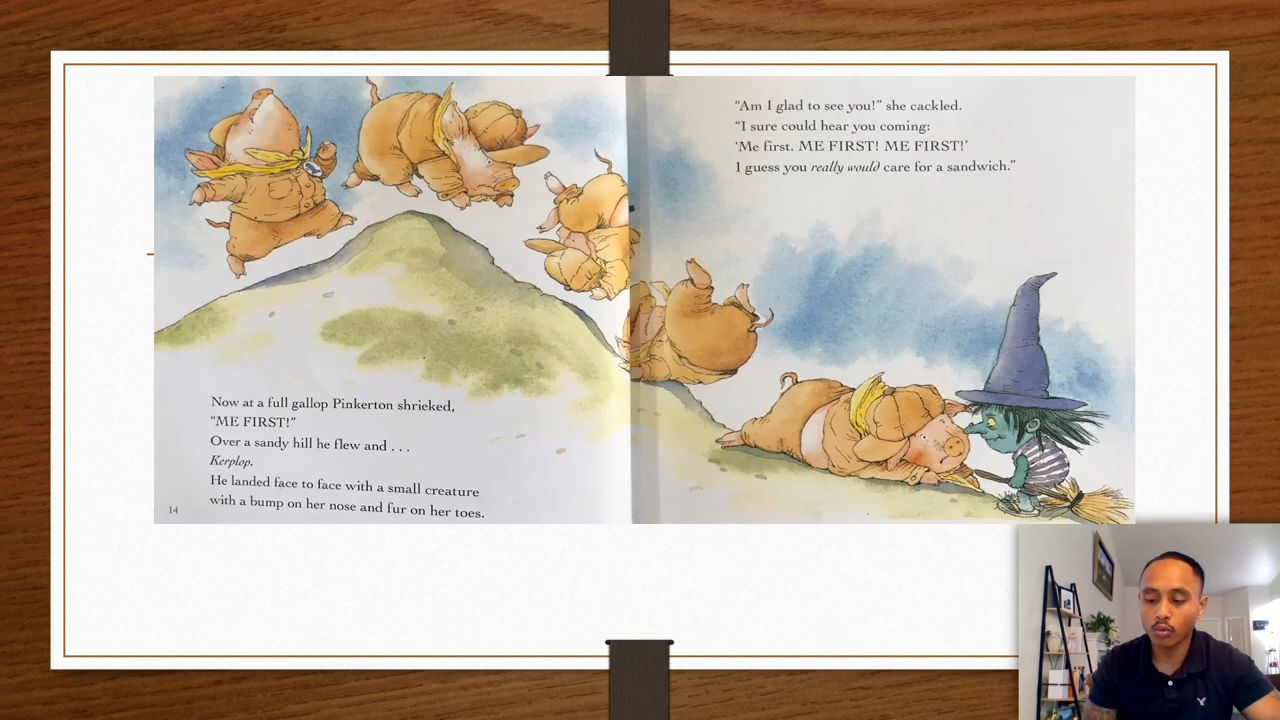 Now at a full gallop Pinkerton shrieked,
“ME FIRST!”
Over a sandy hill he flew and . . .
Kerplop.
He landed face to face with a small creature
with a bump on her nose and fur on her toes.
14
“Am I glad to see you!” she cackled.
“I sure could hear you coming:
‘Me first. ME FIRST! ME FIRST!’
I guess you really would care for a sandwich.”